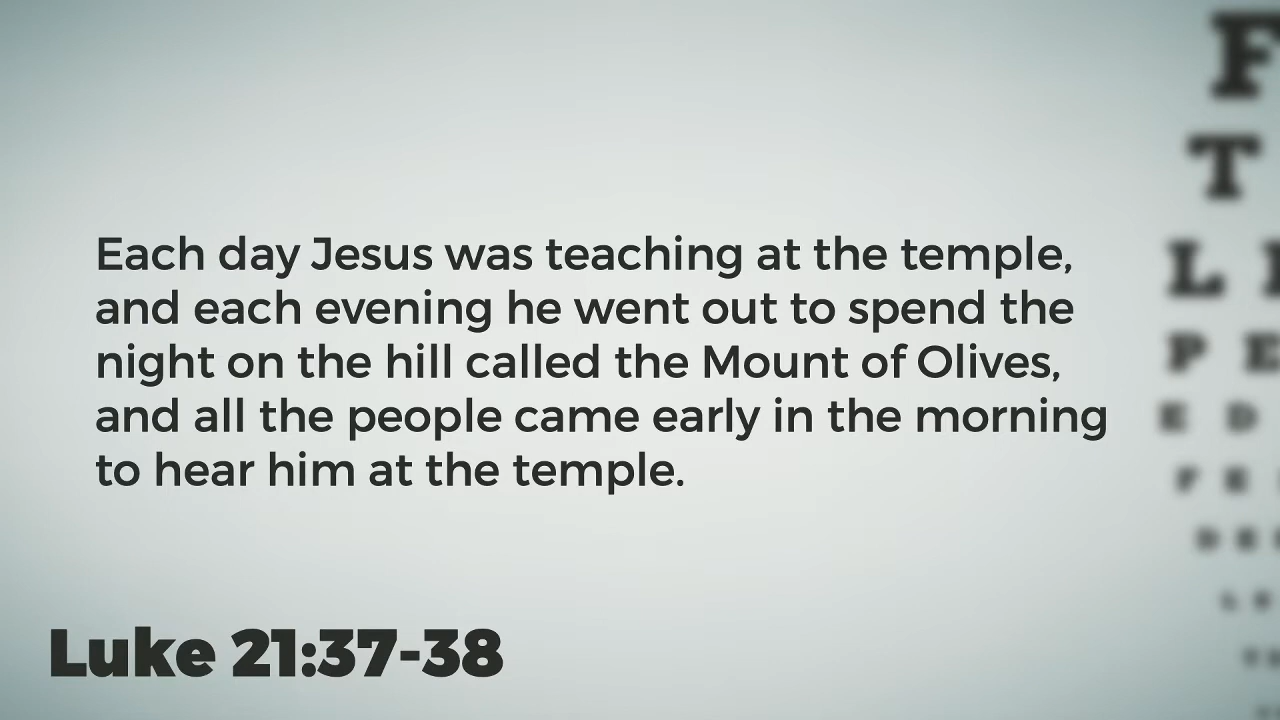 Each day Jesus was teaching at the temple,
and each evening he went out to spend the
night on the hill called the Mount of Olives,
and all the people came early in the morning
to hear him at the temple.
Luke 21:37-38
F
T
L
P E
E D
F E
D E